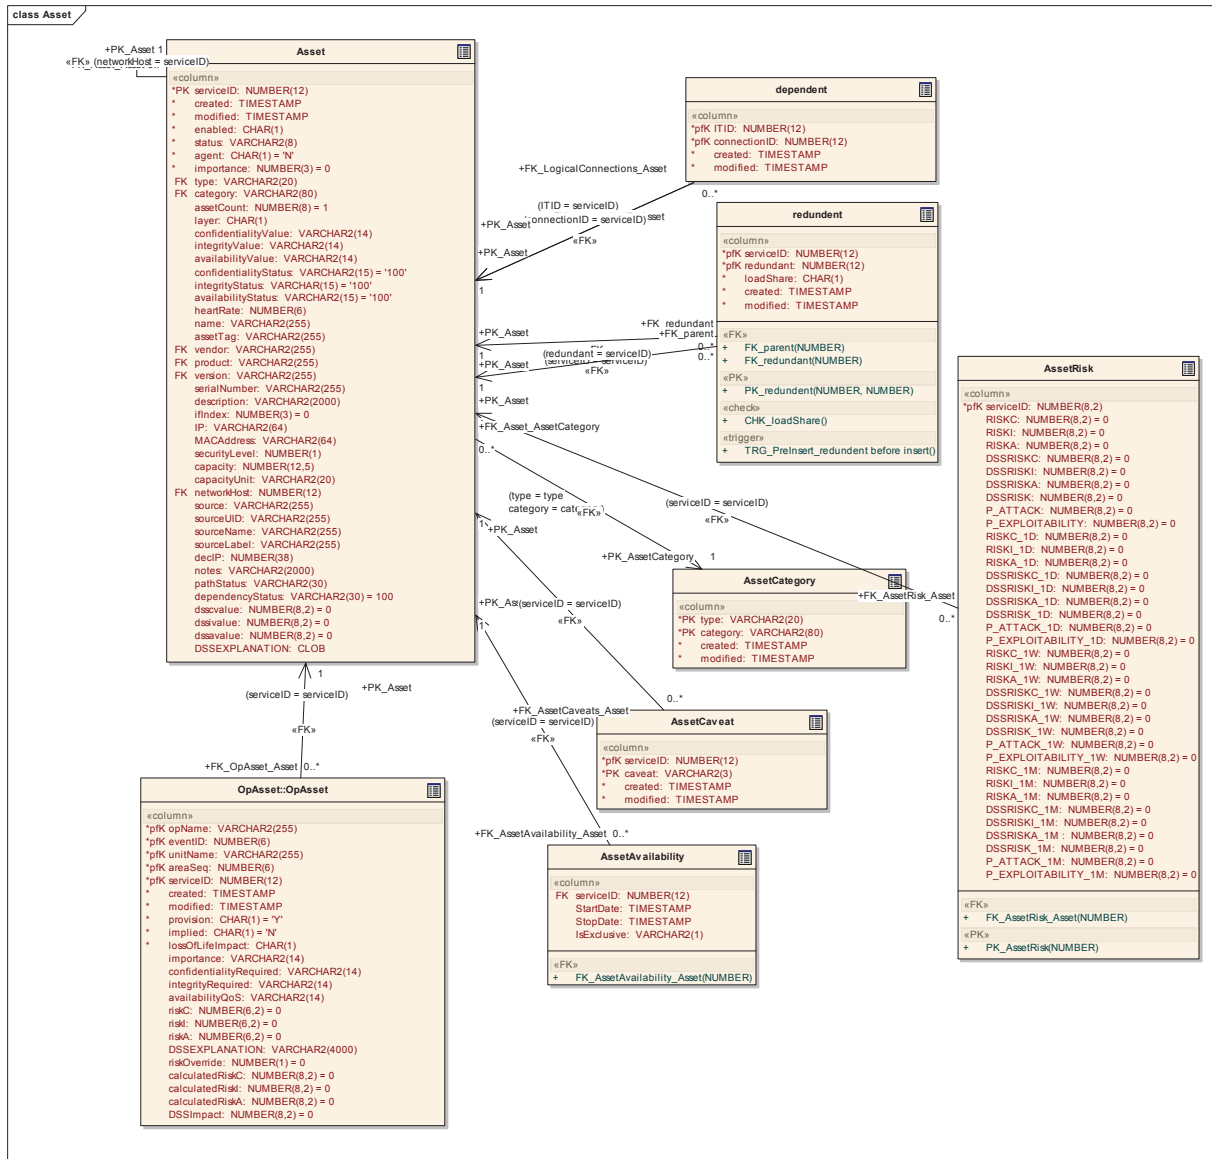 class Asset
+PK_Asset 1
«FK» (networkHost = serviceID)
Asset
«column»
*PK serviceID: NUMBER(12)
* created: TIMESTAMP
* modified: TIMESTAMP
* enabled: CHAR(1)
* status: VARCHAR2(8)
* agent: CHAR(1) = 'N'
* importance: NUMBER(3) = 0
FK type: VARCHAR2(20)
FK category: VARCHAR2(80)
assetCount: NUMBER(8) = 1
layer: CHAR(1)
confidentialityValue: VARCHAR2(14)
integrityValue: VARCHAR2(14)
availabilityValue: VARCHAR2(14)
confidentialityStatus: VARCHAR2(15) = '100'
integrityStatus: VARCHAR(15) = '100'
availabilityStatus: VARCHAR2(15) = '100'
heartRate: NUMBER(6)
name: VARCHAR2(255)
assetTag: VARCHAR2(255)
FK vendor: VARCHAR2(255)
FK product: VARCHAR2(255)
FK version: VARCHAR2(255)
serialNumber: VARCHAR2(255)
description: VARCHAR2(2000)
ifIndex: NUMBER(3) = 0
IP: VARCHAR2(64)
MACAddress: VARCHAR2(64)
securityLevel: NUMBER(1)
capacity: NUMBER(12,5)
capacityUnit: VARCHAR2(20)
FK networkHost: NUMBER(12)
source: VARCHAR2(255)
sourceUID: VARCHAR2(255)
sourceName: VARCHAR2(255)
sourceLabel: VARCHAR2(255)
decIP: NUMBER(38)
notes: VARCHAR2(2000)
pathStatus: VARCHAR2(30)
dependencyStatus: VARCHAR2(30) = 100
dsscvalue: NUMBER(8,2) = 0
dssivalue: NUMBER(8,2) = 0
dssavalue: NUMBER(8,2) = 0
DSSEXPLANATION: CLOB
dependent
«column»
*pfK ITID: NUMBER(12)
*pfK connectionID: NUMBER(12)
* created: TIMESTAMP
* modified: TIMESTAMP
+FK_LogicalConnections_Asset
0..*
(ITID = serviceID)
+PK_Asset
connectionID = serviceID)
«FK»
+PK_Asset
1
redundent
«column»
*pfK serviceID: NUMBER(12)
*pfK redundant: NUMBER(12)
* loadShare: CHAR(1)
* created: TIMESTAMP
* modified: TIMESTAMP
«FK»
+ FK_parent(NUMBER)
+ FK_redundant(NUMBER)
«PK»
+ PK_redundent(NUMBER, NUMBER)
«check»
+ CHK_loadShare()
«trigger»
+ TRG_PreInsert_redundent before insert()
+FK_redundant
+FK_parent
+PK_Asset
0..*
1
(redundant = serviceID)
0..*
+PK_Asset
«FK»
1
+PK_Asset
+FK_Asset_AssetCategory
0..*
(type = type
category = category)
«FK»
+PK_AssetCategory 1
(serviceID = serviceID)
«FK»
1
+PK_Asset
AssetCategory
«column»
*PK type: VARCHAR2(20)
*PK category: VARCHAR2(80)
* created: TIMESTAMP
* modified: TIMESTAMP
+FK_AssetRisk_Asset
0..*
AssetRisk
«column»
*pfK serviceID: NUMBER(8,2)
RISKC: NUMBER(8,2) = 0
RISKI: NUMBER(8,2) = 0
RISKA: NUMBER(8,2) = 0
DSSRISKC: NUMBER(8,2) = 0
DSSRISKI: NUMBER(8,2) = 0
DSSRISKA: NUMBER(8,2) = 0
DSSRISK: NUMBER(8,2) = 0
P_ATTACK: NUMBER(8,2) = 0
P_EXPLOITABILITY: NUMBER(8,2) = 0
RISKC_1D: NUMBER(8,2) = 0
RISKI_1D: NUMBER(8,2) = 0
RISKA_1D: NUMBER(8,2) = 0
DSSRISKC_1D: NUMBER(8,2) = 0
DSSRISKI_1D: NUMBER(8,2) = 0
DSSRISKA_1D: NUMBER(8,2) = 0
DSSRISK_1D: NUMBER(8,2) = 0
P_ATTACK_1D: NUMBER(8,2) = 0
P_EXPLOITABILITY_1D: NUMBER(8,2) = 0
RISKC_1W: NUMBER(8,2) = 0
RISKI_1W: NUMBER(8,2) = 0
RISKA_1W: NUMBER(8,2) = 0
DSSRISKC_1W: NUMBER(8,2) = 0
DSSRISKI_1W: NUMBER(8,2) = 0
DSSRISKA_1W: NUMBER(8,2) = 0
DSSRISK_1W: NUMBER(8,2) = 0
P_ATTACK_1W: NUMBER(8,2) = 0
P_EXPLOITABILITY_1W: NUMBER(8,2) = 0
RISKC_1M: NUMBER(8,2) = 0
RISKI_1M: NUMBER(8,2) = 0
RISKA_1M: NUMBER(8,2) = 0
DSSRISKC_1M: NUMBER(8,2) = 0
DSSRISKI_1M: NUMBER(8,2) = 0
DSSRISKA_1M : NUMBER(8,2) = 0
DSSRISK_1M: NUMBER(8,2) = 0
P_ATTACK_1M: NUMBER(8,2) = 0
P_EXPLOITABILITY_1M: NUMBER(8,2) = 0
«FK»
+ FK_AssetRisk_Asset(NUMBER)
«PK»
+ PK_AssetRisk(NUMBER)
(serviceID = serviceID)
«FK»
1
0..*
+FK_AssetCaveats_Asset
(serviceID = serviceID)
«FK»
AssetCaveat
«column»
*pfK serviceID: NUMBER(12)
*PK caveat: VARCHAR2(3)
* created: TIMESTAMP
* modified: TIMESTAMP
+FK_AssetAvailability_Asset 0..*
AssetAvailability
«column»
FK serviceID: NUMBER(12)
StartDate: TIMESTAMP
StopDate: TIMESTAMP
IsExclusive: VARCHAR2(1)
«FK»
+ FK_AssetAvailability_Asset(NUMBER)
1
(serviceID = serviceID)
+PK_Asset
«FK»
+FK_OpAsset_Asset 0..*
OpAsset::OpAsset
«column»
*pfK opName: VARCHAR2(255)
*pfK eventID: NUMBER(6)
*pfK unitName: VARCHAR2(255)
*pfK areaSeq: NUMBER(6)
*pfK serviceID: NUMBER(12)
* created: TIMESTAMP
* modified: TIMESTAMP
* provision: CHAR(1) = 'Y'
* implied: CHAR(1) = 'N'
* lossOfLifeImpact: CHAR(1)
importance: VARCHAR2(14)
confidentialityRequired: VARCHAR2(14)
integrityRequired: VARCHAR2(14)
availabilityQoS: VARCHAR2(14)
riskC: NUMBER(6,2) = 0
riskI: NUMBER(6,2) = 0
riskA: NUMBER(6,2) = 0
DSSEXPLANATION: VARCHAR2(4000)
riskOverride: NUMBER(1) = 0
calculatedRiskC: NUMBER(8,2) = 0
calculatedRiskI: NUMBER(8,2) = 0
calculatedRiskA: NUMBER(8,2) = 0
DSSImpact: NUMBER(8,2) = 0